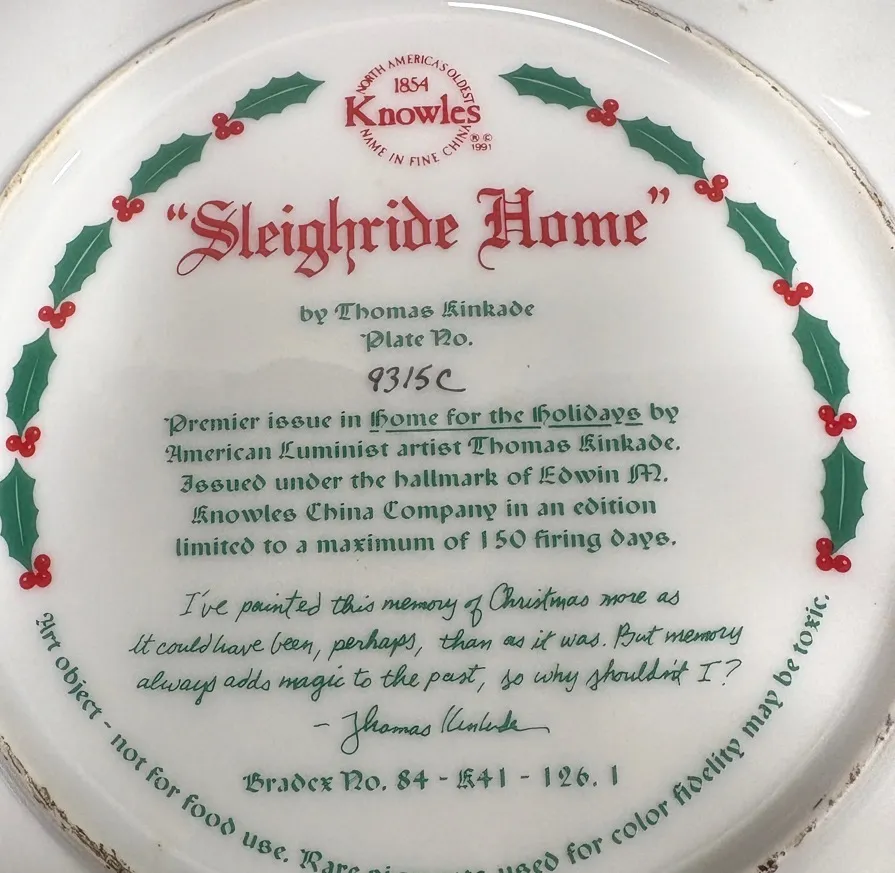 NORTH AMERICA'S OLDEST
1854
Knowles
NAME IN FINE CHINA
® ©
1991
“Sleighride Home”
by Thomas Kinkade
Plate No.
9315C
Premier issue in Home for the Holidays by
American Luminist artist Thomas Kinkade.
Issued under the hallmark of Edwin M.
Knowles China Company in an edition
limited to a maximum of 150 firing days.
I've painted this memory of Christmas more as
it could have been, perhaps, than as it was. But memory
always adds magic to the past, so why shouldn't I?
- Thomas Kinkade
Bradex No. 84 - K41 - 126.1
Art object - not for food use. Rare used for color fidelity may be toxic.